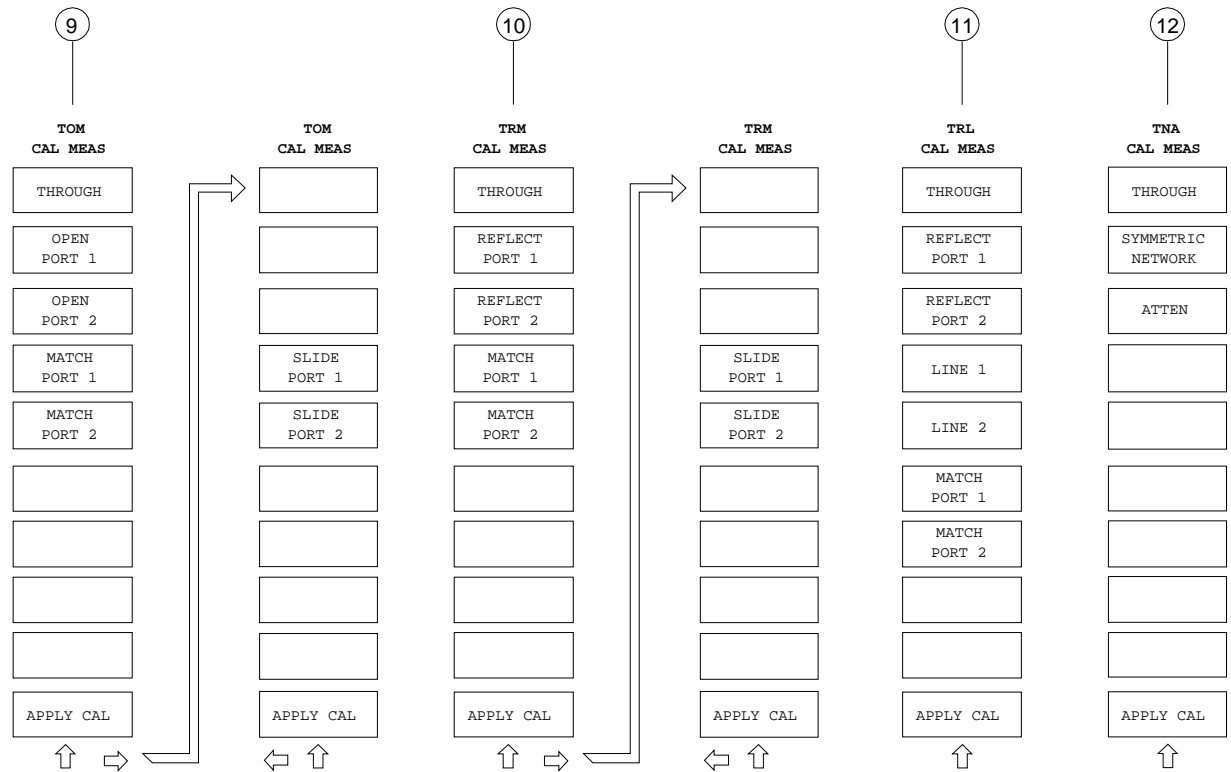 9
10
11
12
TOM
CAL MEAS
THROUGH
OPEN
PORT 1
OPEN
PORT 2
MATCH
PORT 1
MATCH
PORT 2
APPLY CAL
TOM
CAL MEAS
SLIDE
PORT 1
SLIDE
PORT 2
APPLY CAL
TRM
CAL MEAS
THROUGH
REFLECT
PORT 1
REFLECT
PORT 2
MATCH
PORT 1
MATCH
PORT 2
APPLY CAL
TRM
CAL MEAS
SLIDE
PORT 1
SLIDE
PORT 2
APPLY CAL
TRL
CAL MEAS
THROUGH
REFLECT
PORT 1
REFLECT
PORT 2
LINE 1
LINE 2
MATCH
PORT 1
MATCH
PORT 2
APPLY CAL
TNA
CAL MEAS
THROUGH
SYMMETRIC
NETWORK
ATTEN
APPLY CAL